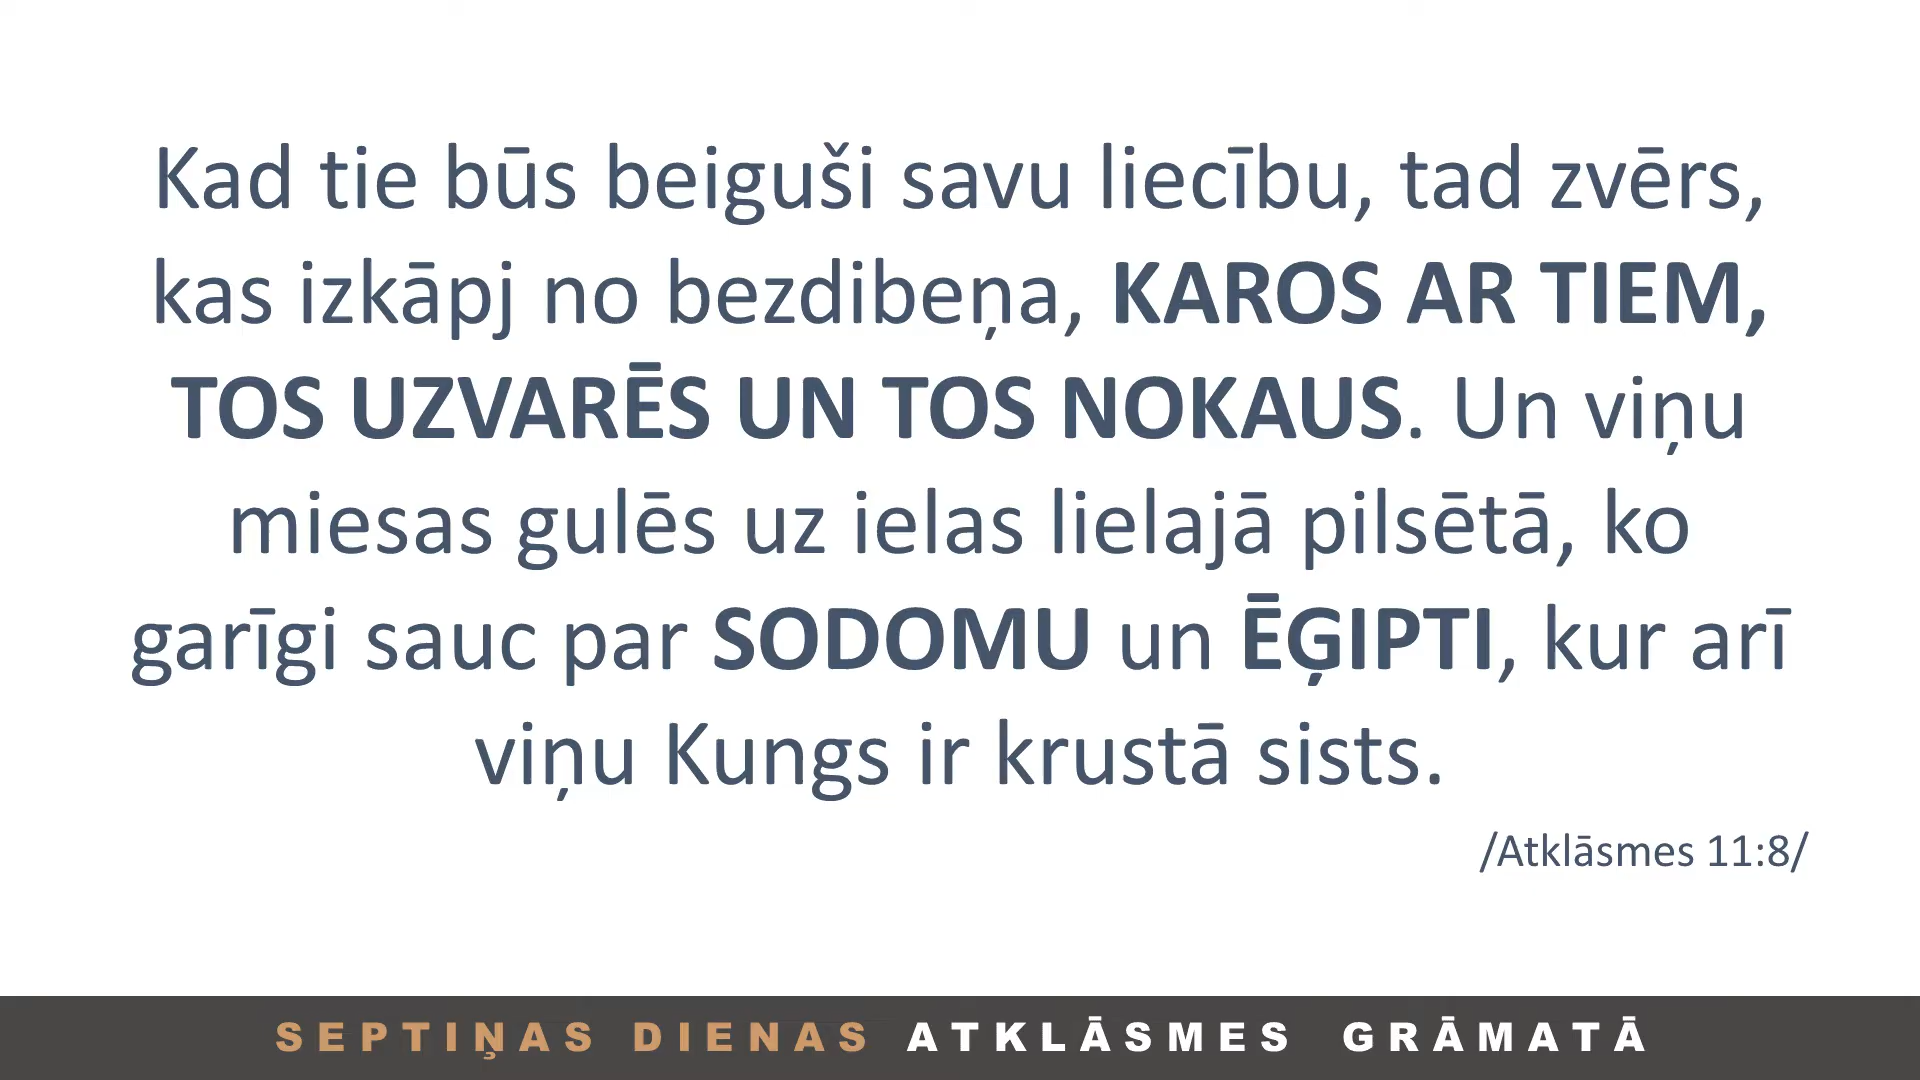 Kad tie būs beiguši savu liecību, tad zvērs,
kas izkāpj no bezdibeņa, KAROS AR TIEM,
TOS UZVARĒS UN TOS NOKAUS. Un viņu
miesas gulēs uz ielas lielajā pilsētā, ko
garīgi sauc par SODOMU un ĒĢIPTI, kur arī
viņu Kungs ir krustā sists.
/Atklāsmes 11:8/
SEPTIŅAS DIENAS ATKLĀSMES GRĀMATĀ